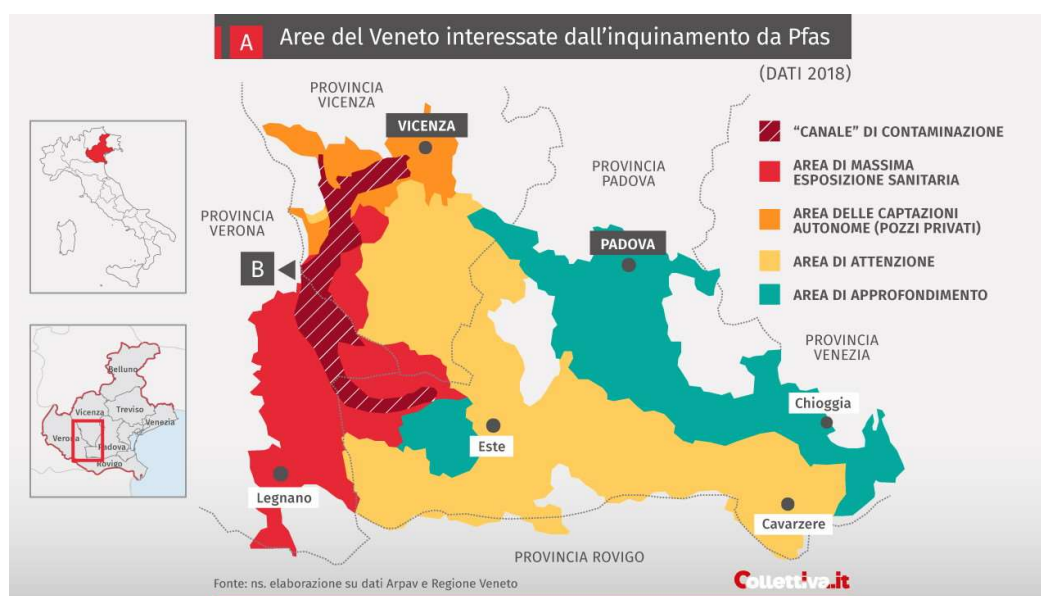 A Aree del Veneto interessate dall'inquinamento da Pfas
(DATI 2018)
PROVINCIA
VICENZA
VICENZA
"CANALE" DI CONTAMINAZIONE
AREA DI MASSIMA
ESPOSIZIONE SANITARIA
AREA DELLE CAPTAZIONI
AUTONOME (POZZI PRIVATI)
AREA DI ATTENZIONE
AREA DI APPROFONDIMENTO
PROVINCIA
PADOVA
PROVINCIA
VERONA
PADOVA
B
PROVINCIA
VENEZIA
Belluno
Vicenza
Treviso
Venezia
Verona
Padova
Rovigo
Chioggia
Este
Legnano
Cavarzere
PROVINCIA ROVIGO
Fonte: ns. elaborazione su dati Arpav e Regione Veneto
Collettiva.it